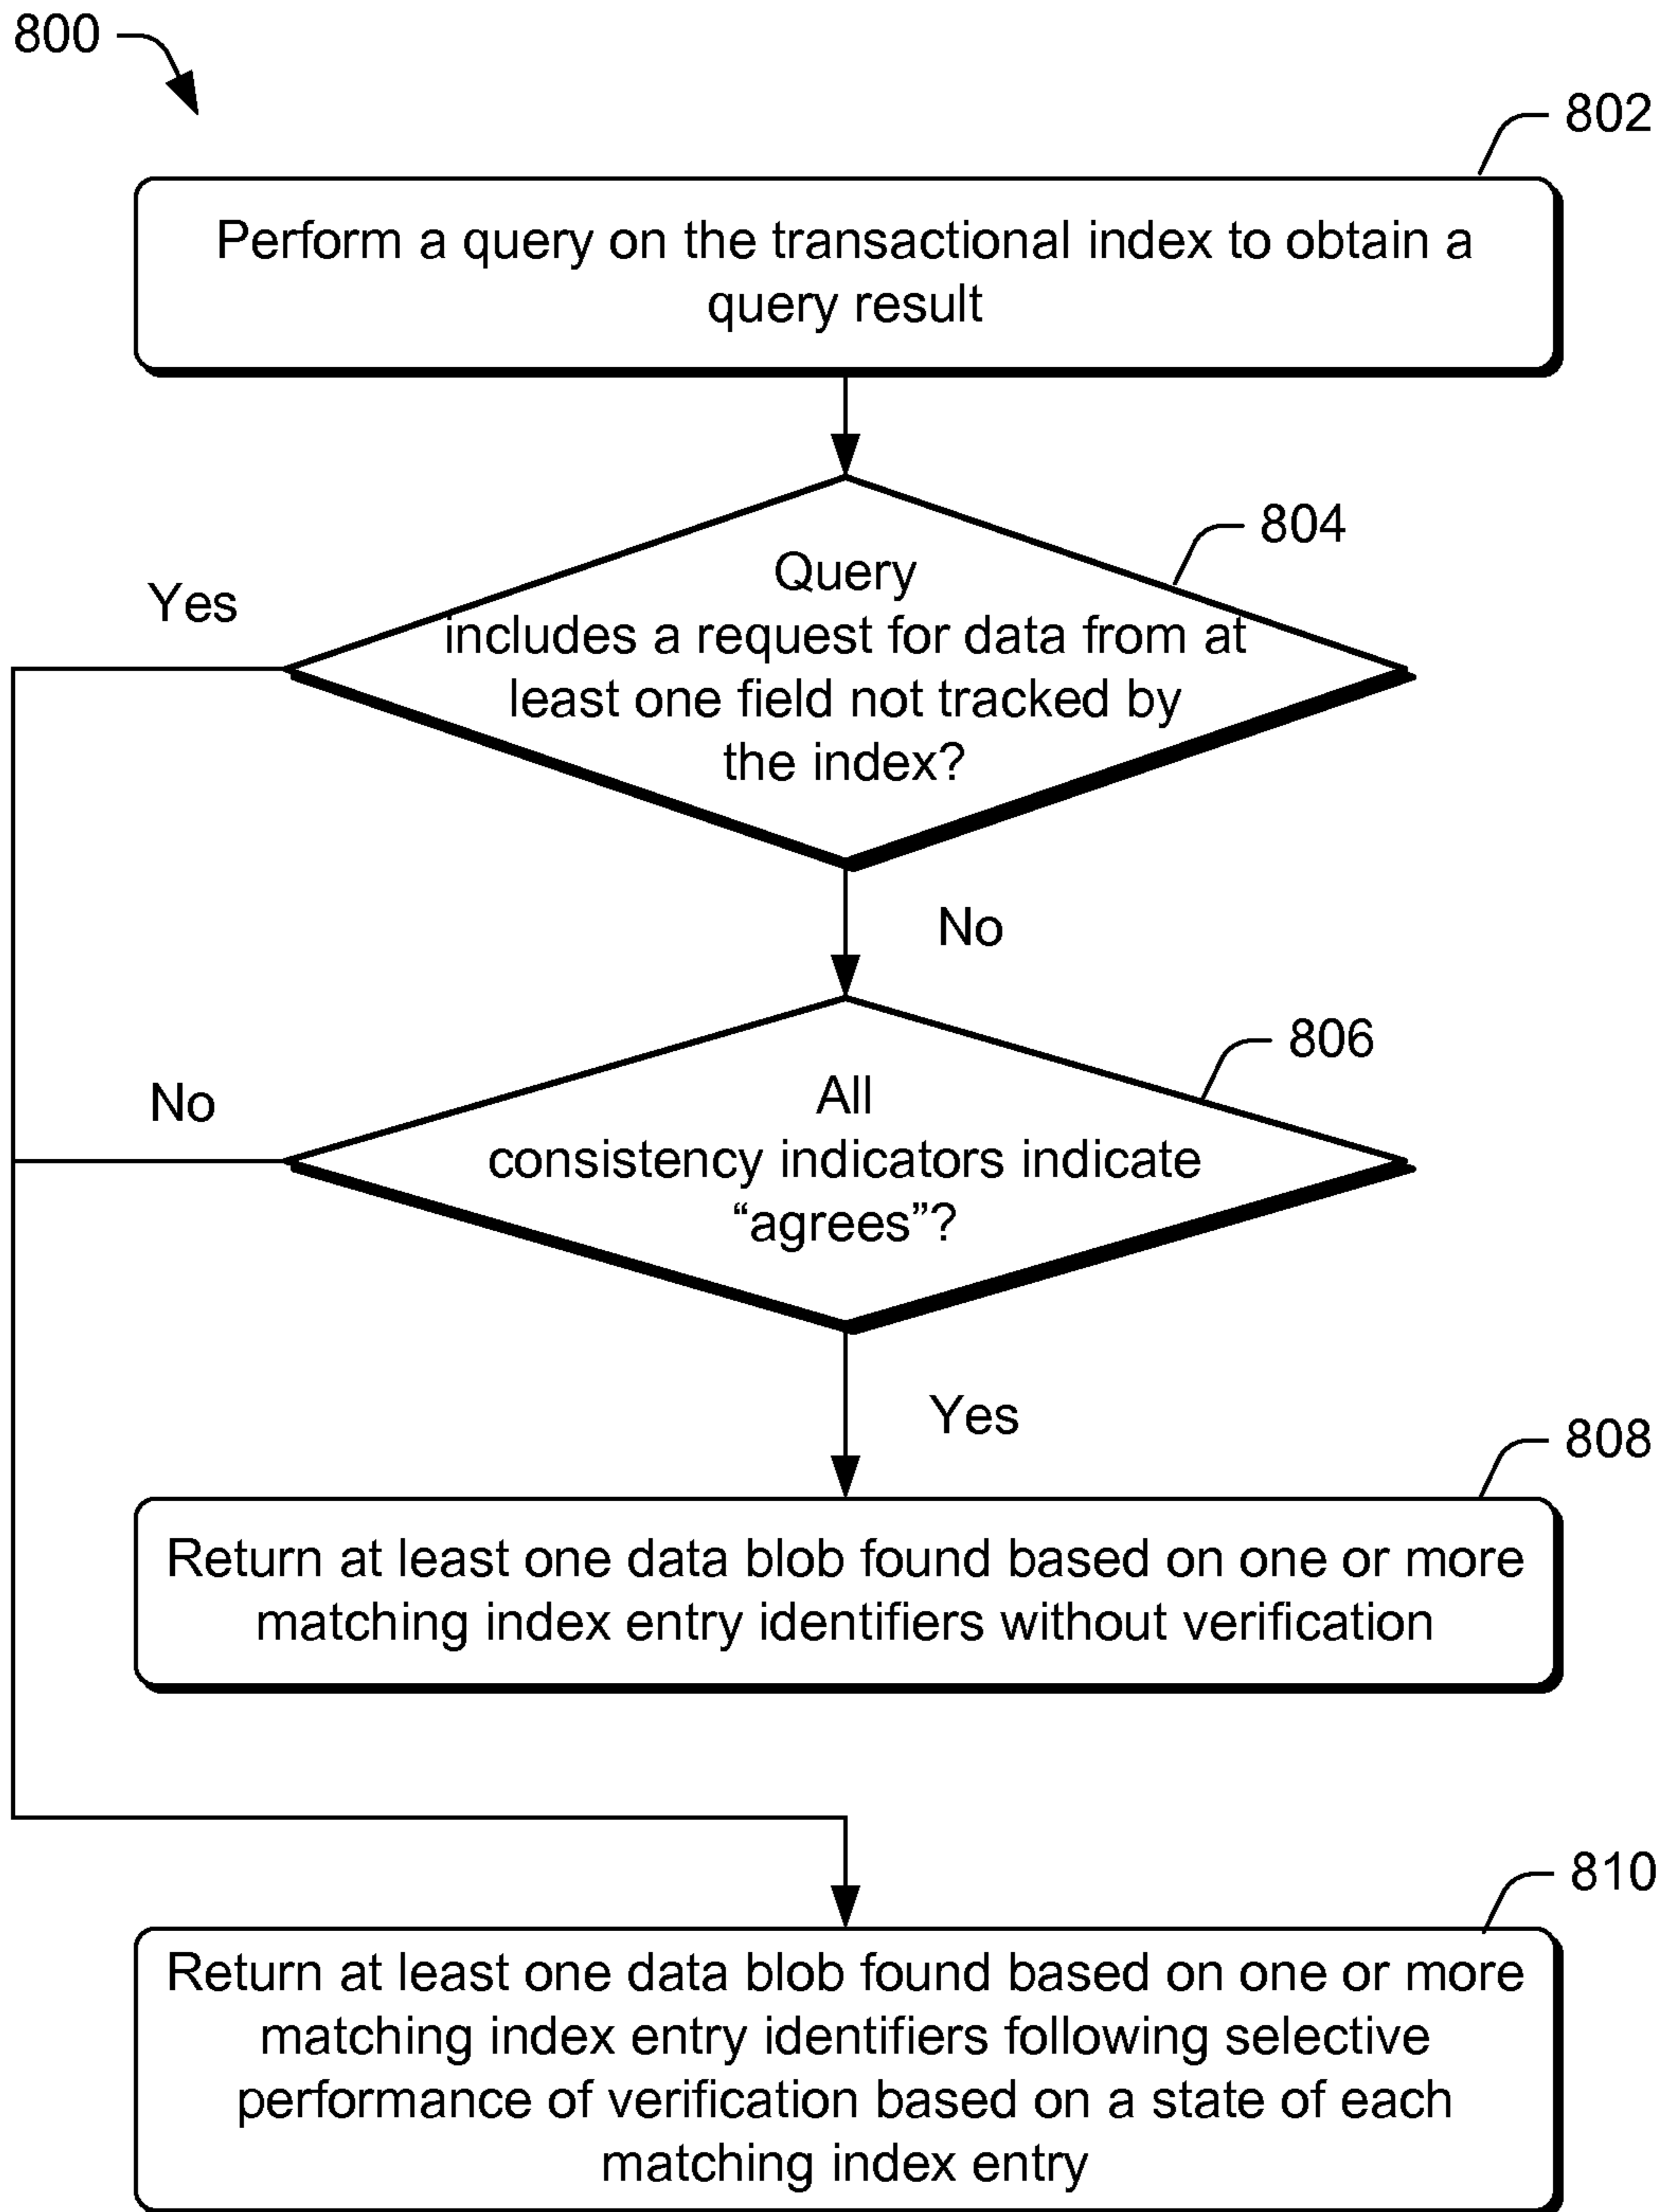 800
802
Perform a query on the transactional index to obtain a
query result
804
Yes
Query
includes a request for data from at
least one field not tracked by
the index?
No
806
No
All
consistency indicators indicate
“agrees”?
Yes
808
Return at least one data blob found based on one or more
matching index entry identifiers without verification
810
Return at least one data blob found based on one or more
matching index entry identifiers following selective
performance of verification based on a state of each
matching index entry